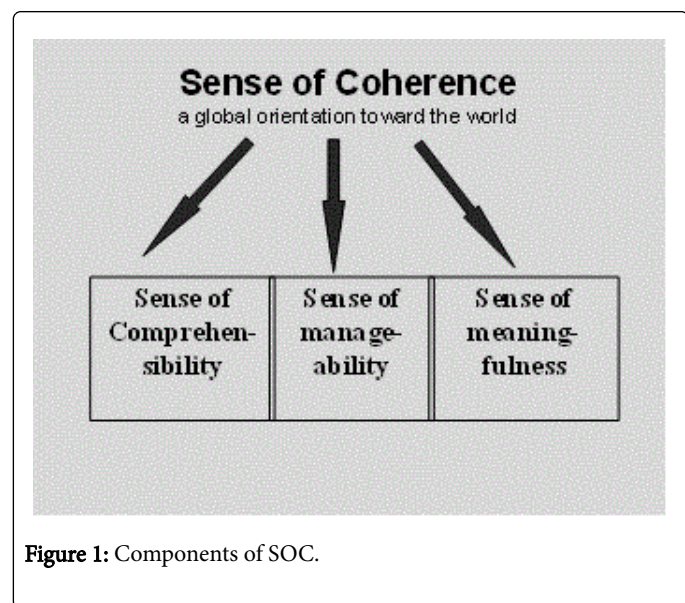 Sense of Coherence
a global orientation toward the world
Sense of
Comprehen-
sibility
Sense of
manage-
ability
Sense of
meaning-
fulness
Figure 1: Components of SOC.